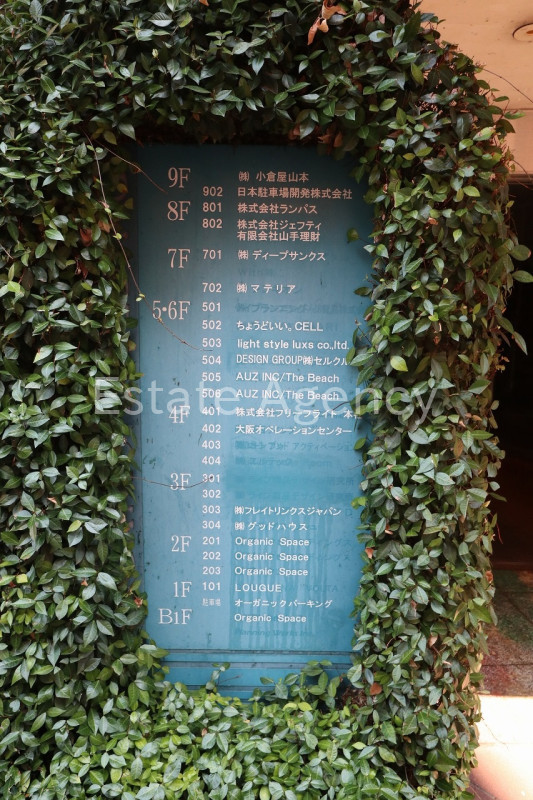 9F ㈱ 小倉屋山本
902 日本駐車場開発株式会社
8F 801 株式会社ランパス
802 株式会社ジェフティ
有限会社山手理財
7F 701 ㈱ ディープサンクス
702 ㈱ マテリア
5・6F 501
502 ちょうどいい。CELL
503 light style luxs co.,ltd.
504 DESIGN GROUP㈱セルクル
505 AUZ INC/The Beach
506 AUZ INC/The Beach
Estate Agency
4F 401 株式会社フリーフライト
402 大阪オペレーションセンター
403
404
3F 301
302
303 ㈱フレイトリンクスジャパン
304 ㈱グッドハウス
2F 201 Organic Space
202 Organic Space
203 Organic Space
1F 101 LOUGUE
駐車場 オーガニックパーキング
B1F Organic Space